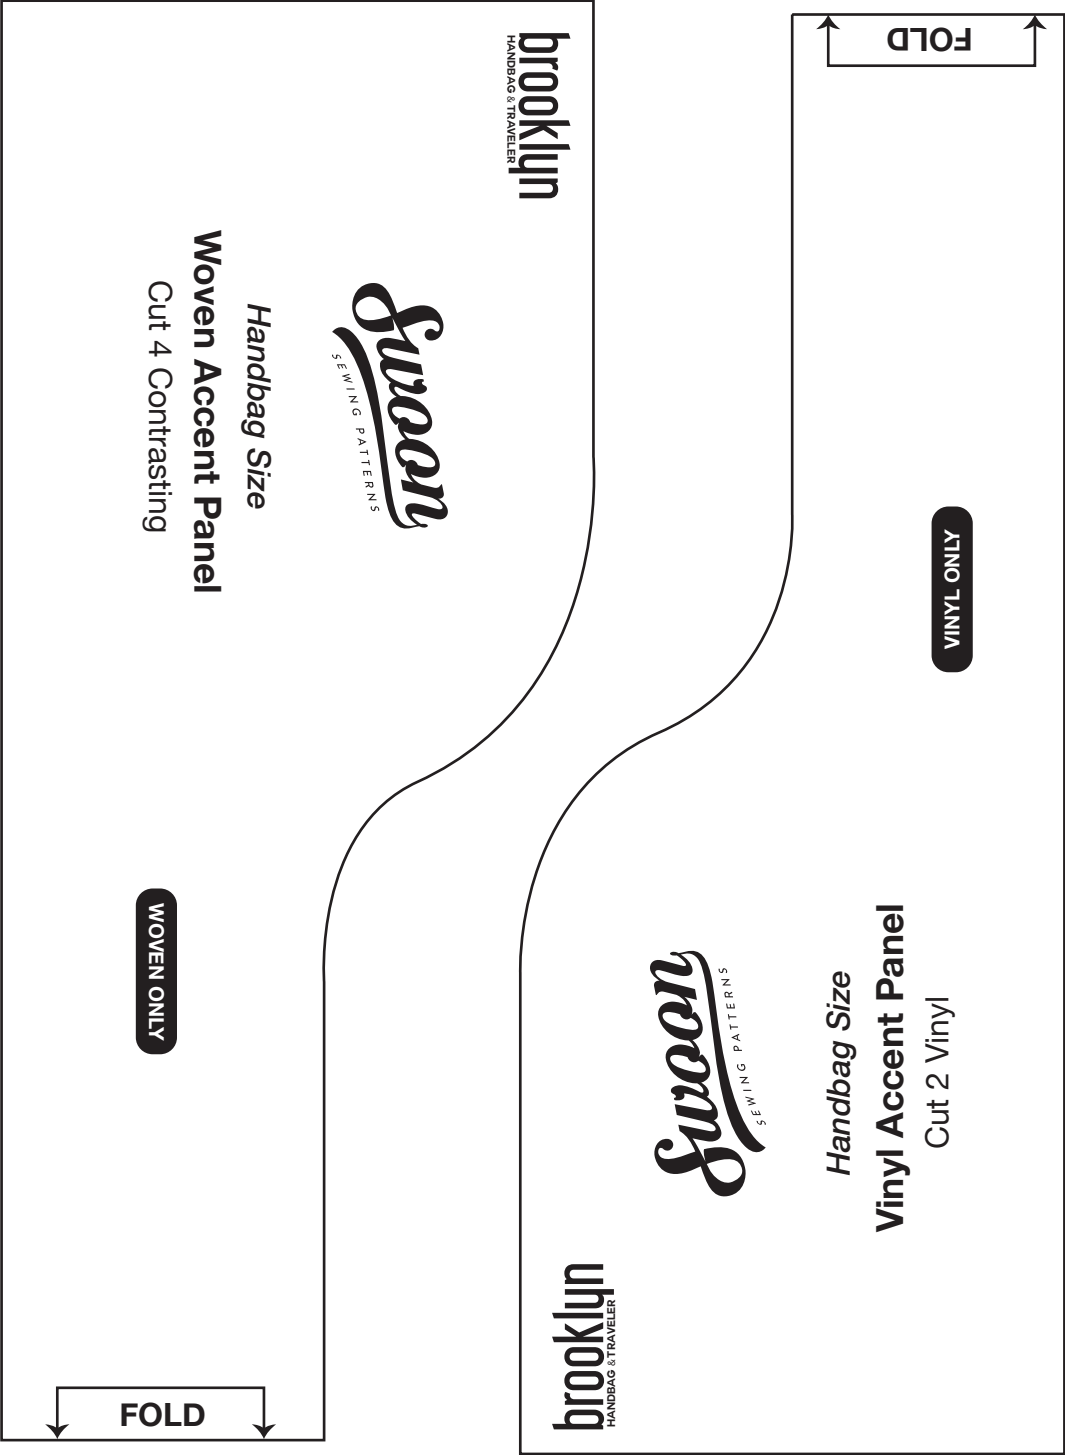 brooklyn
HANDBAG & TRAVELER
Swoon
SEWING PATTERNS
Handbag Size
Woven Accent Panel
Cut 4 Contrasting
WOVEN ONLY
FOLD
FOLD
VINYL ONLY
Swoon
SEWING PATTERNS
Handbag Size
Vinyl Accent Panel
Cut 2 Vinyl
brooklyn
HANDBAG & TRAVELER